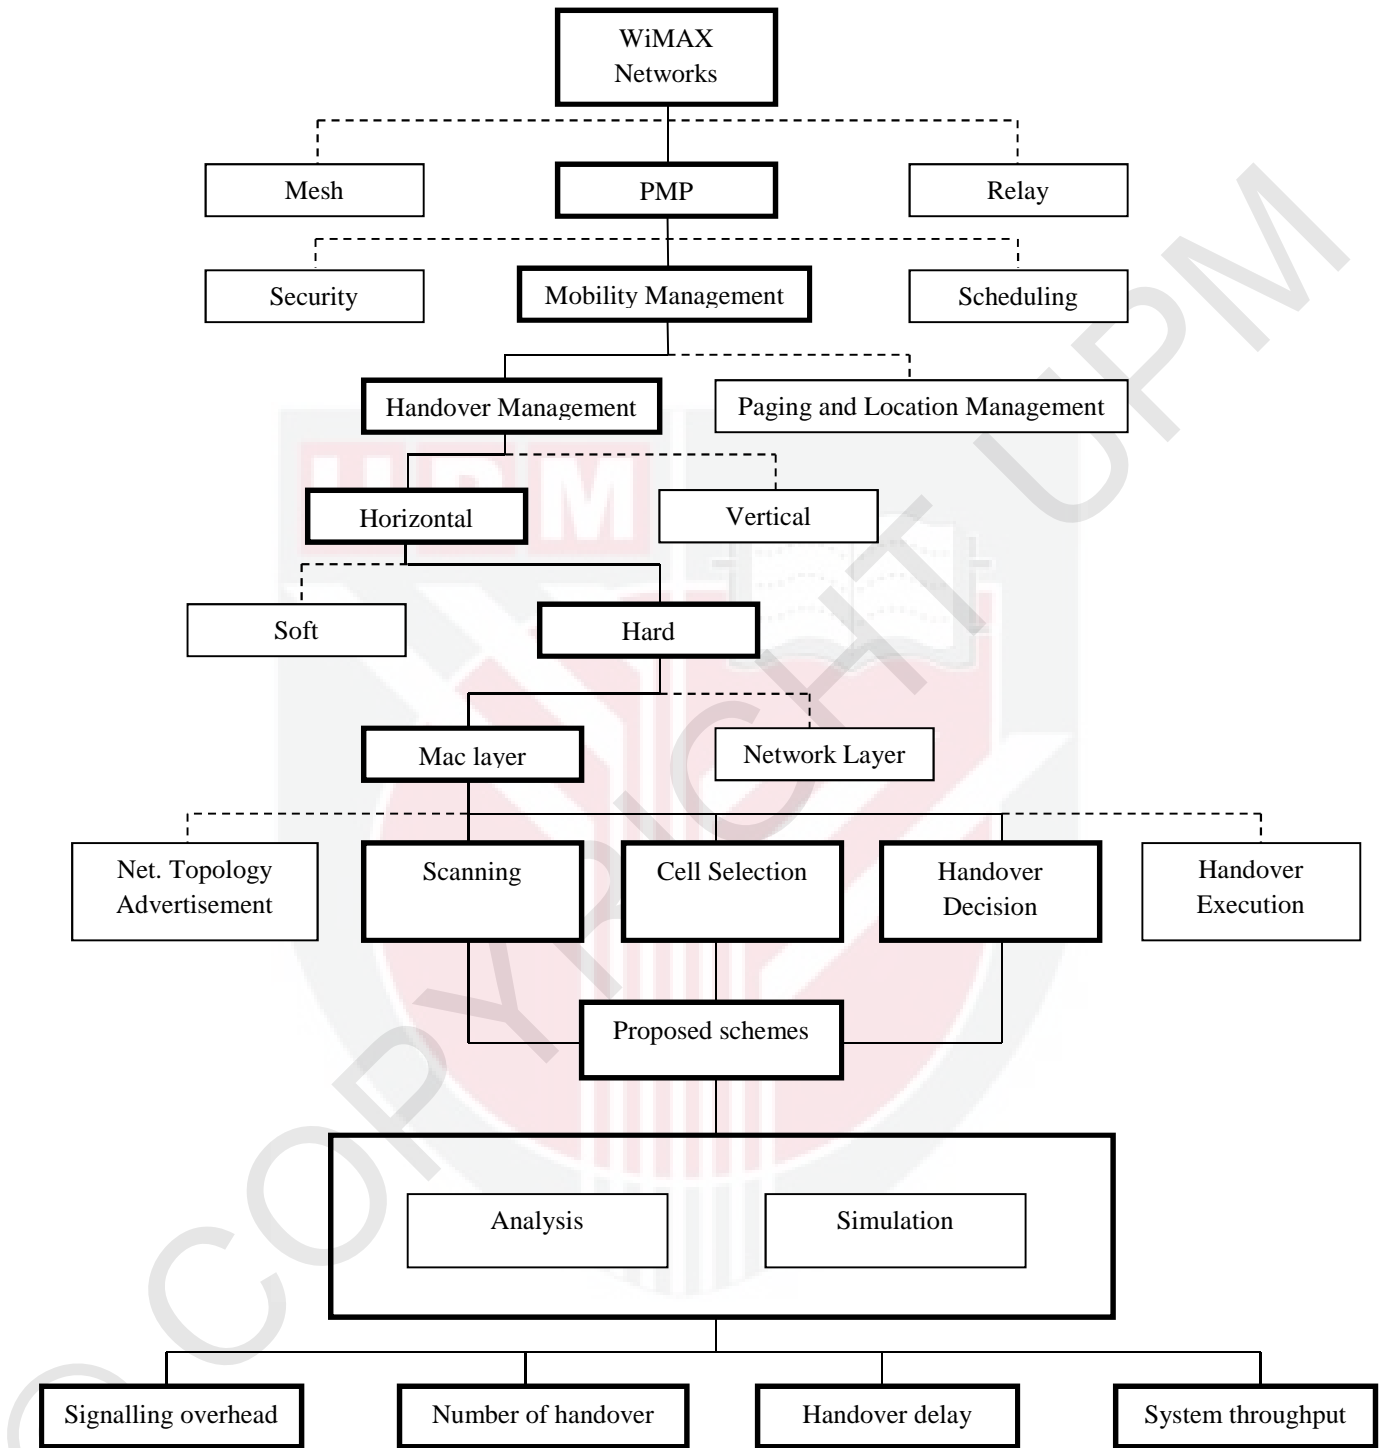 WiMAX
Networks
Mesh
PMP
Relay
Security
Mobility Management
Scheduling
Handover Management
Paging and Location Management
UPM
Horizontal
Vertical
Soft
Hard
Mac layer
Network Layer
Net. Topology
Advertisement
Scanning
Cell Selection
Handover
Decision
Handover
Execution
Proposed schemes
Analysis
Simulation
Signalling overhead
Number of handover
Handover delay
System throughput
© COPYRIGHT UPM